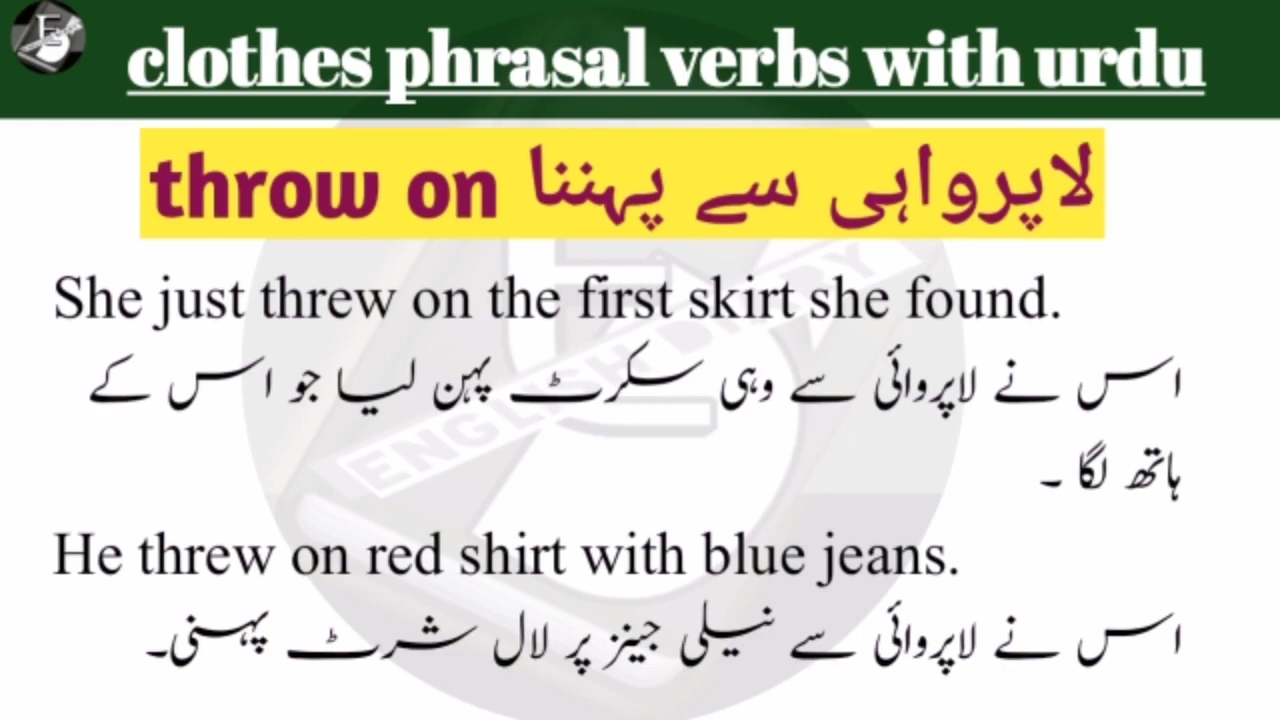 clothes phrasal verbs with urdu
throw on لاپرواہی سے پہننا
She just threw on the first skirt she found.
اس نے لاپروائی سے وہی سکرٹ پہن لیا جو اس کے
ہاتھ لگا ۔
He threw on red shirt with blue jeans.
اس نے لاپروائی سے نیلی جینز پر لال شرٹ پہنی۔
ENGLISH DIARY